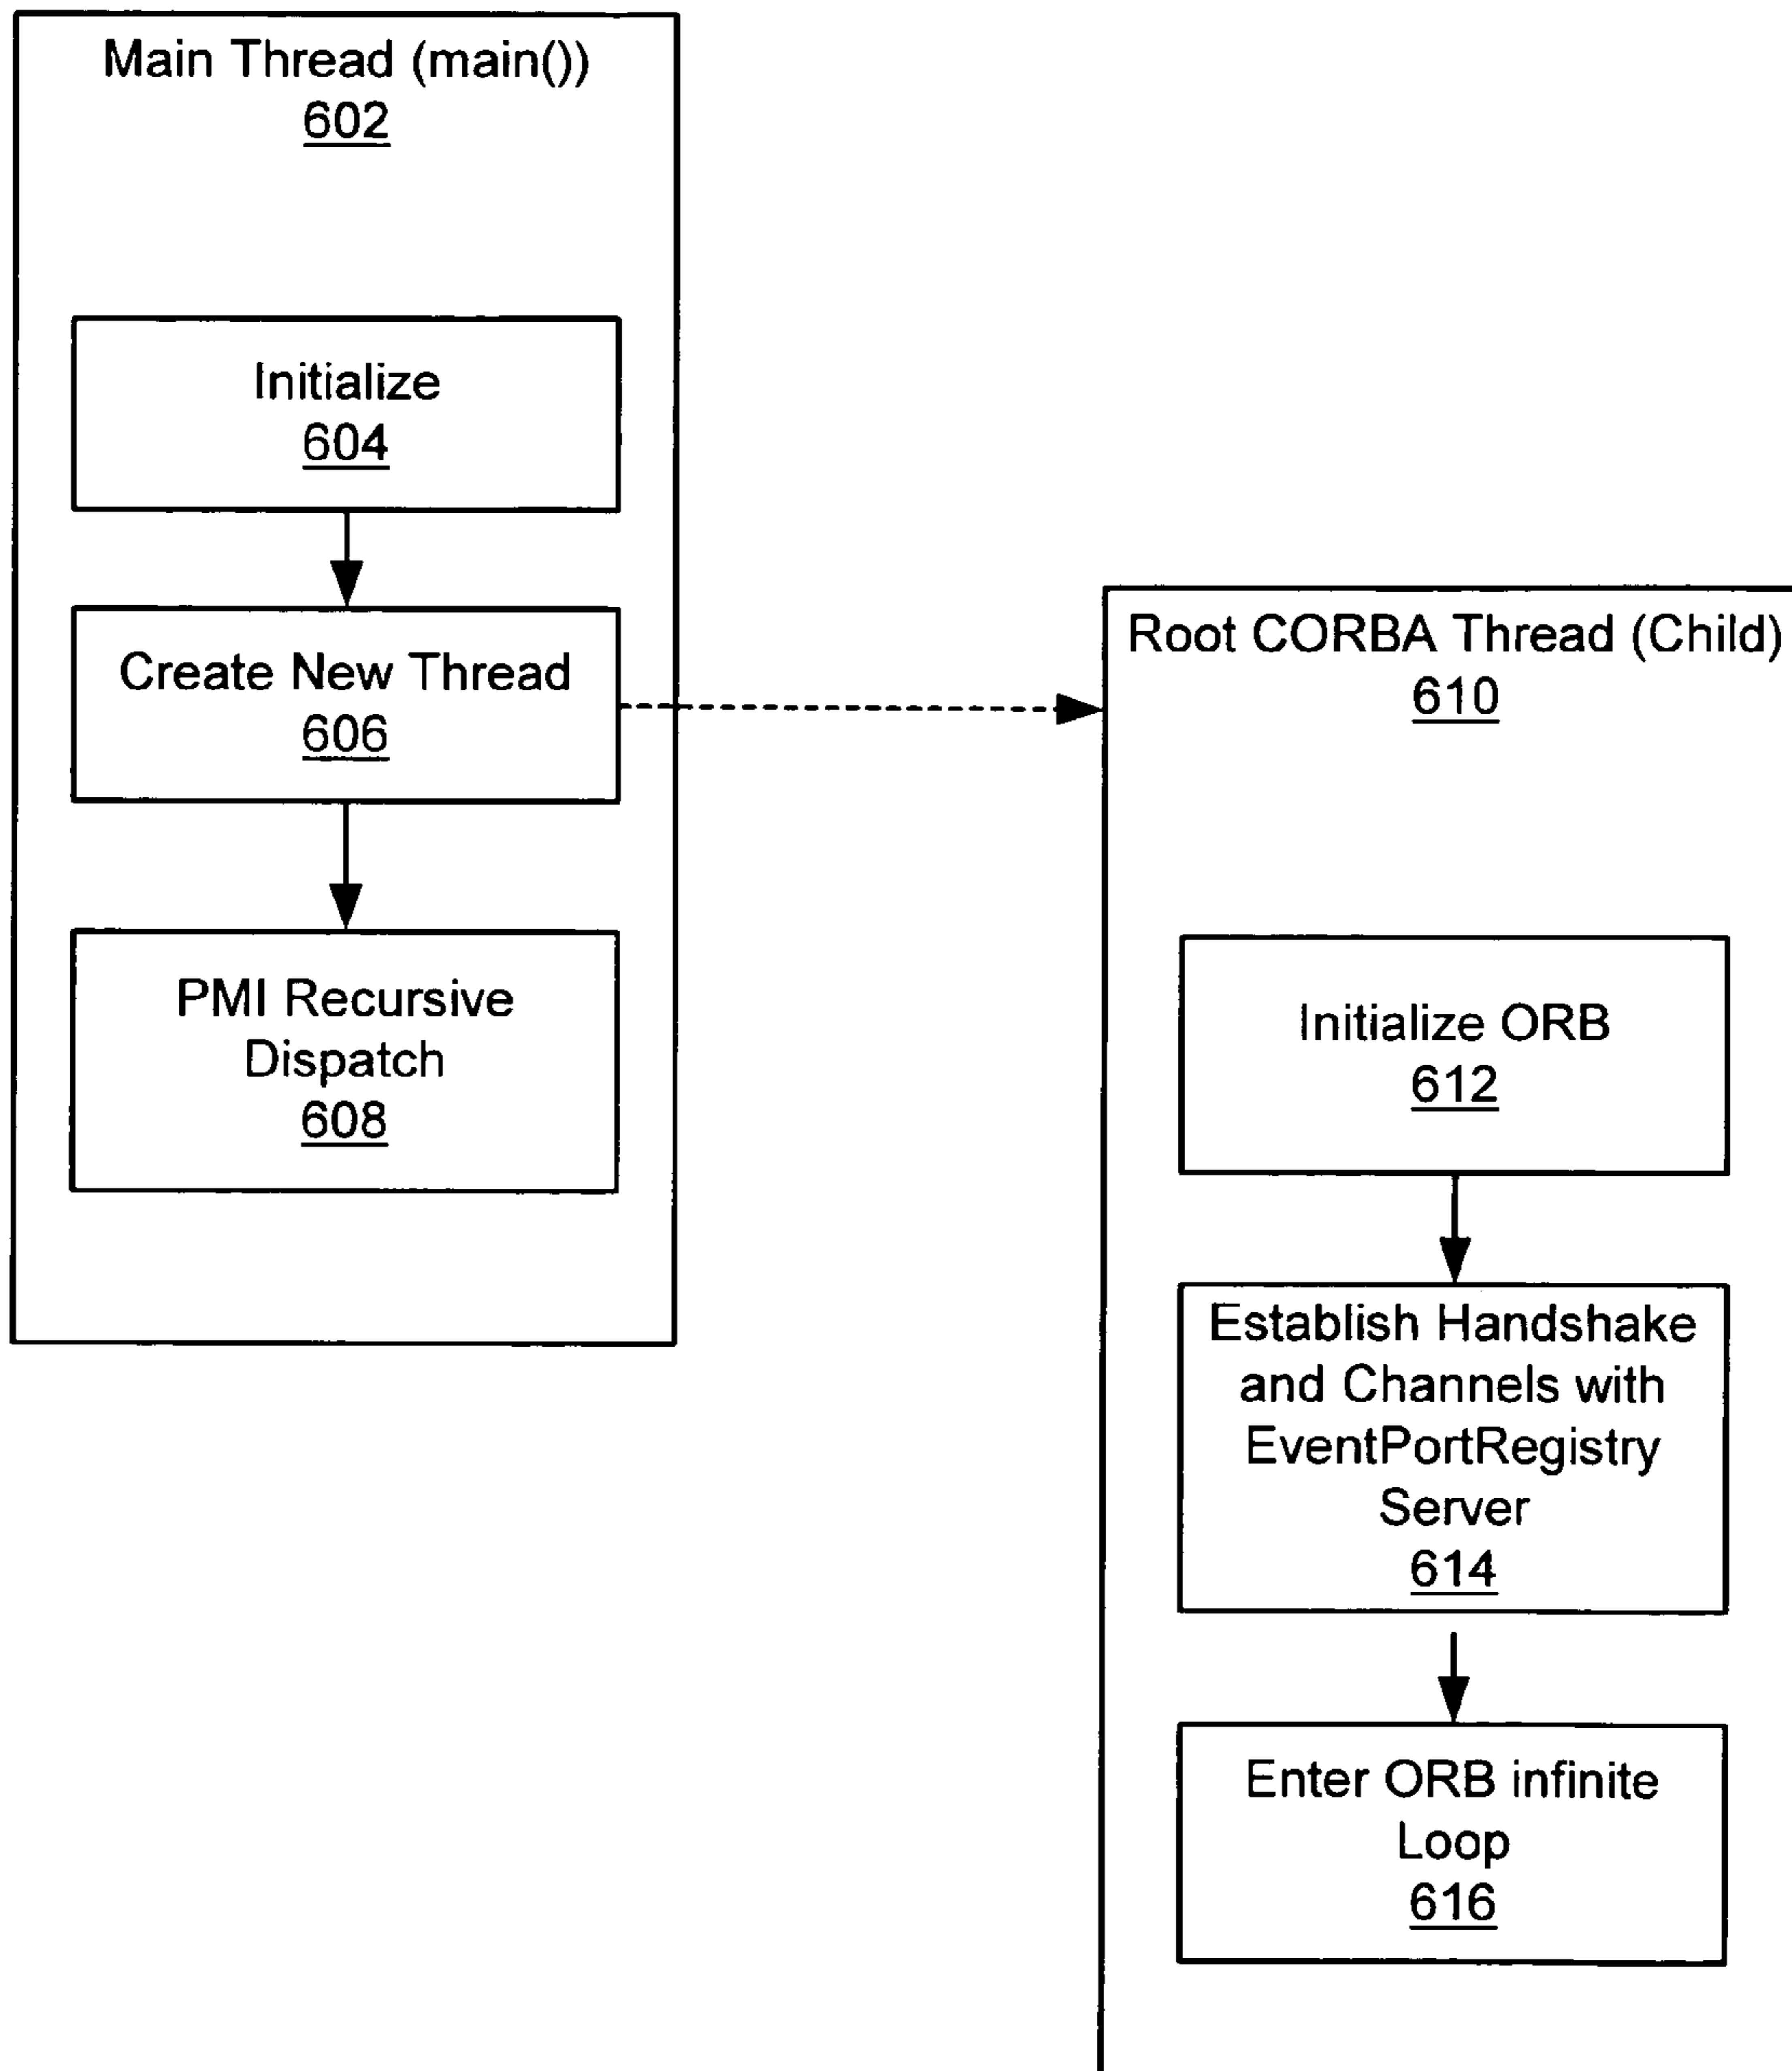 Main Thread (main())
602
Initialize
604
Create New Thread
606
PMI Recursive
Dispatch
608
Root CORBA Thread (Child)
610
Initialize ORB
612
Establish Handshake
and Channels with
EventPortRegistry
Server
614
Enter ORB infinite
Loop
616